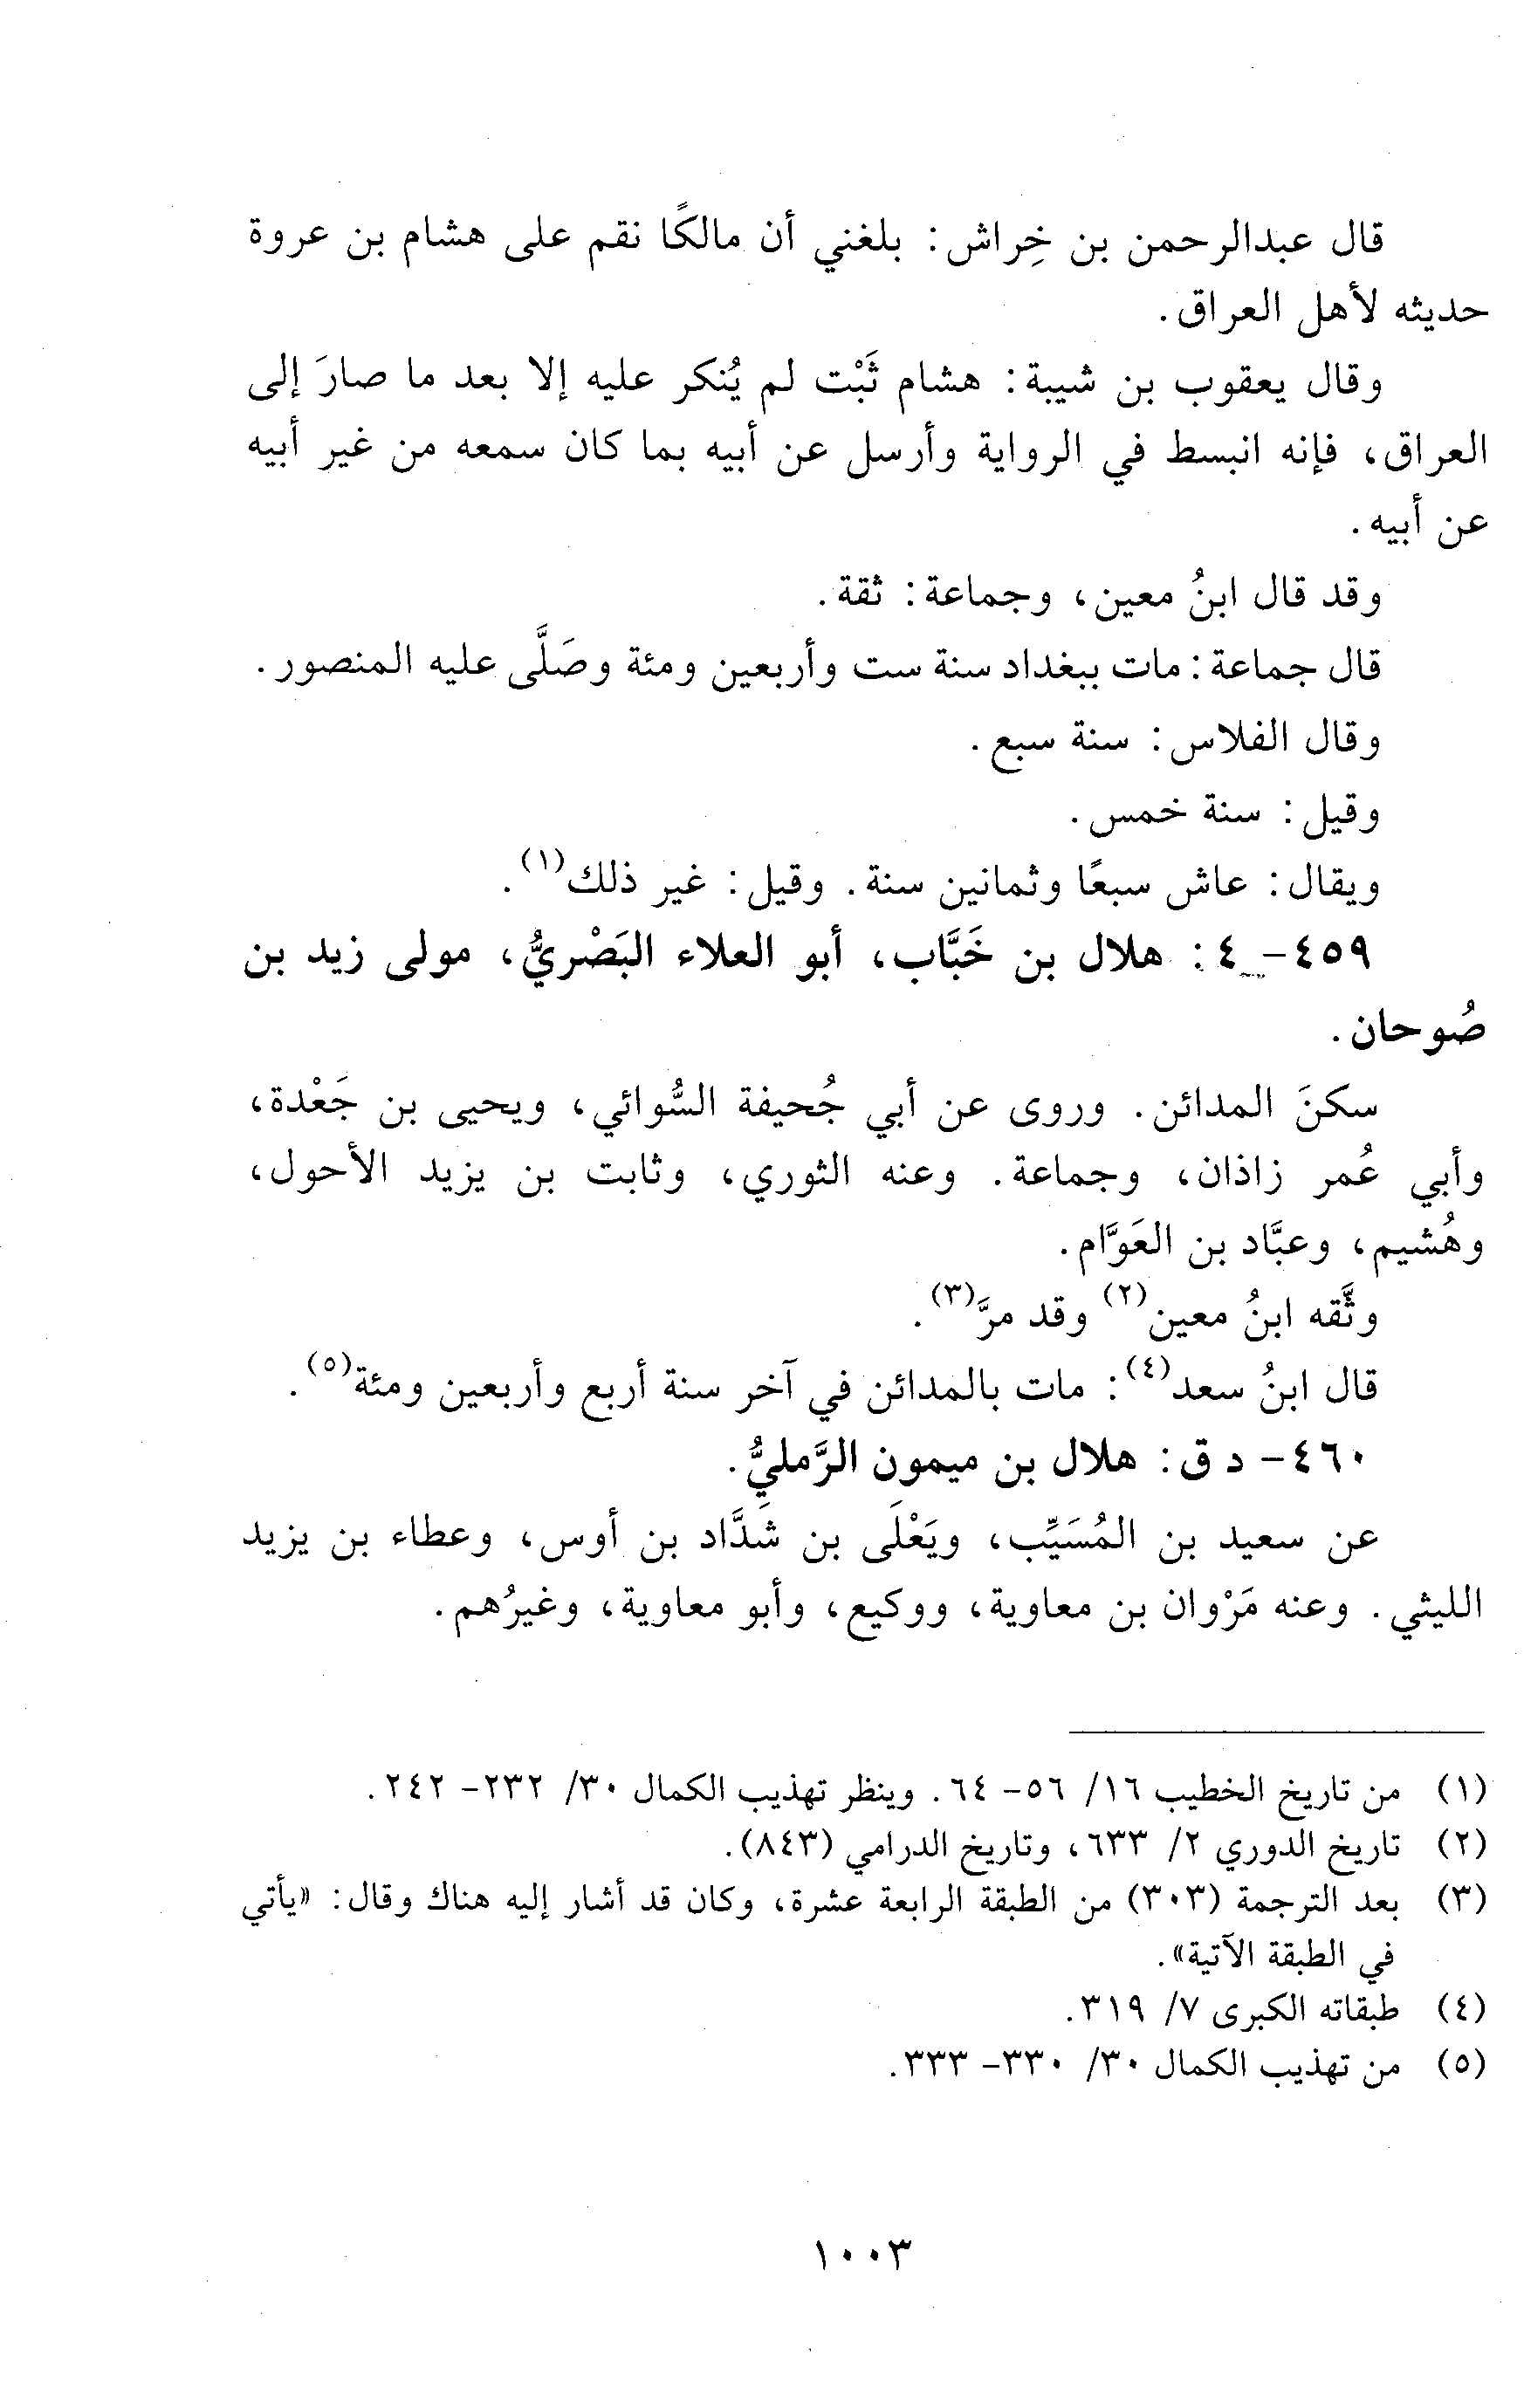 قال عبدالرحمن بن خِراش: بلغني أن مالكًا نقم على هشام بن عروة
حديثه لأهل العراق.
وقال يعقوب بن شيبة: هشام ثَبْت لم يُنكر عليه إلا بعد ما صارَ إلى
العراق، فإنه انبسط في الرواية وأرسل عن أبيه بما كان سمعه من غير أبيه
عن أبيه.
وقد قال ابنُ معين، وجماعة: ثقة.
قال جماعة: مات ببغداد سنة ست وأربعين ومئة وصَلَّى عليه المنصور.
وقال الفلاس: سنة سبع.
وقيل: سنة خمس.
ويقال: عاش سبعًا وثمانين سنة. وقيل: غير ذلك(١).
٤٥٩- ٤: هلال بن خَبَّاب، أبو العلاء البَصْريُّ، مولى زيد بن
صُوحان.
سكنَ المدائن. وروى عن أبي جُحيفة السُّوائي، ويحيى بن جَعْدة،
وأبي عُمر زاذان، وجماعة. وعنه الثوري، وثابت بن يزيد الأحول،
وهُشيم، وعبَّاد بن العَوَّام.
وثَّقه ابنُ معين(٢) وقد مرَّ(٣).
قال ابنُ سعد(٤): مات بالمدائن في آخر سنة أربع وأربعين ومئة(٥).
٤٦٠- د ق: هلال بن ميمون الرَّمليُّ.
عن سعيد بن المُسَيِّب، ويَعْلَى بن شَدَّاد بن أوس، وعطاء بن يزيد
الليثي. وعنه مَرْوان بن معاوية، ووكيع، وأبو معاوية، وغيرُهم.
(١) من تاريخ الخطيب ١٦/ ٥٦- ٦٤. وينظر تهذيب الكمال ٣٠/ ٢٣٢- ٢٤٢.
(٢) تاريخ الدوري ٢/ ٦٣٣، وتاريخ الدرامي (٨٤٣).
(٣) بعد الترجمة (٣٠٣) من الطبقة الرابعة عشرة، وكان قد أشار إليه هناك وقال: «يأتي
في الطبقة الآتية».
(٤) طبقاته الكبرى ٧/ ٣١٩.
(٥) من تهذيب الكمال ٣٠/ ٣٣٠- ٣٣٣.
١٠٠٣